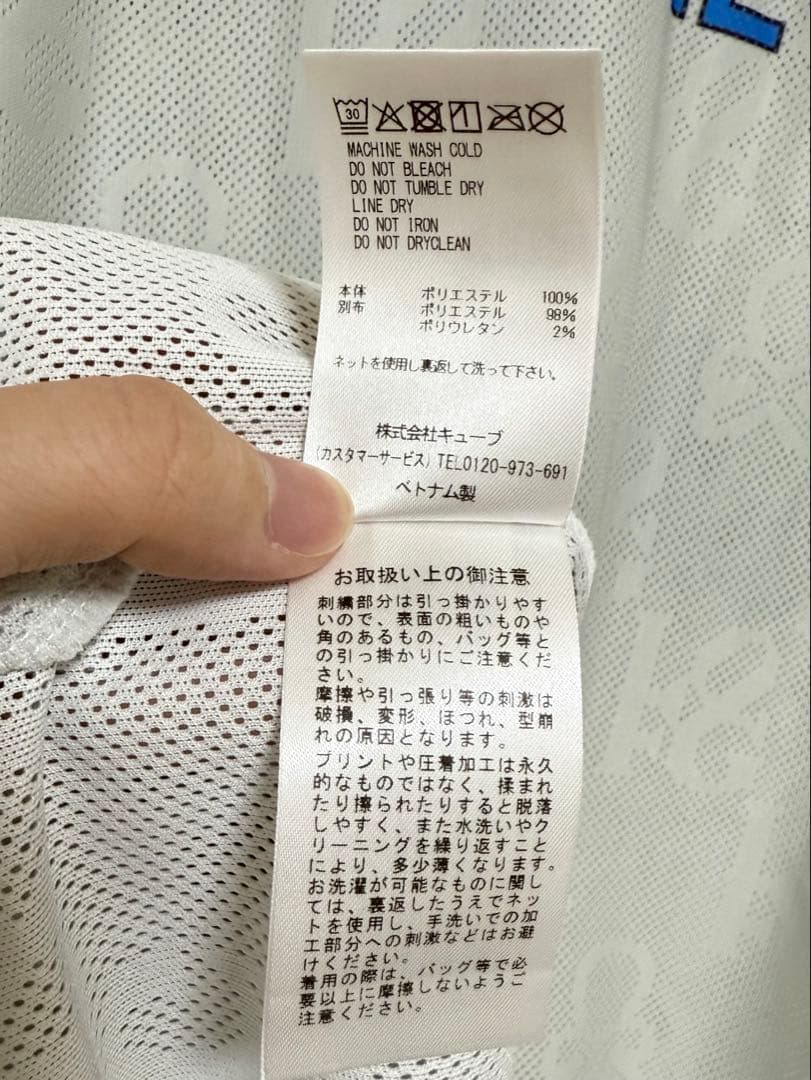 30
MACHINE WASH COLD
DO NOT BLEACH
DO NOT TUMBLE DRY
LINE DRY
DO NOT IRON
DO NOT DRYCLEAN
本体 ポリエステル 100%
別布 ポリエステル 98%
ポリウレタン 2%
ネットを使用し裏返して洗って下さい。
株式会社キューブ
(カスタマーサービス) TEL0120-973-691
ベトナム製
お取扱い上の御注意
刺繍部分は引っ掛かりやす
いので、表面の粗いものや
角のあるもの、バッグ等と
の引っ掛かりにご注意くだ
さい。
摩擦や引っ張り等の刺激は
破損、変形、ほつれ、型崩
れの原因となります。
プリントや圧着加工は永久
的なものではなく、揉まれ
たり擦られたりすると脱落
しやすく、また水洗いやク
リーニングを繰り返すこと
により、多少薄くなります。
お洗濯が可能なものに関し
ては、裏返したうえでネッ
トを使用し、手洗いでの加
工部分への刺激などはお避
けください。
着用の際は、バッグ等で必
要以上に摩擦しないようご
注意ください。